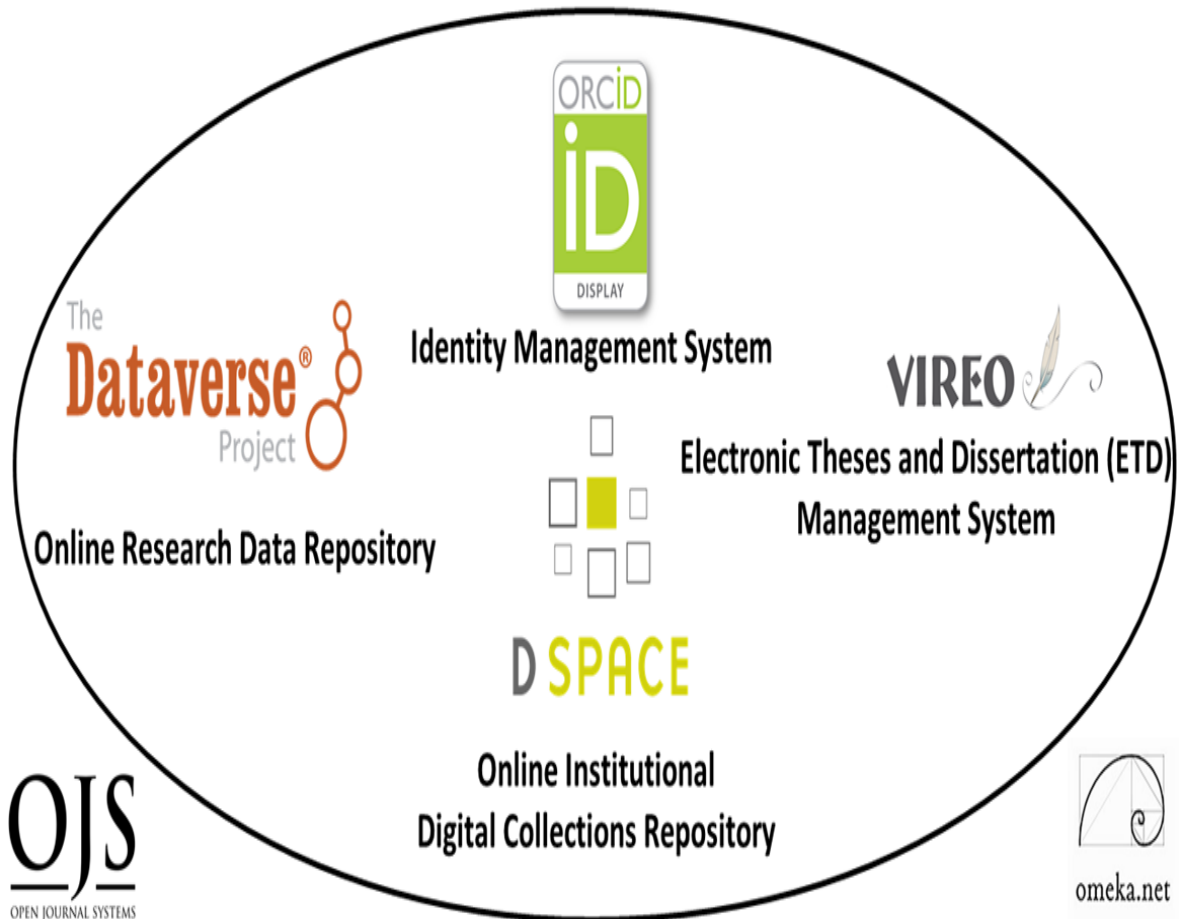 ORCiD
iD
DISPLAY
Identity Management System
The
Dataverse®
Project
Online Research Data Repository
VIREO
Electronic Theses and Dissertation (ETD)
Management System
D SPACE
Online Institutional
Digital Collections Repository
OJS
OPEN JOURNAL SYSTEMS
omeka.net